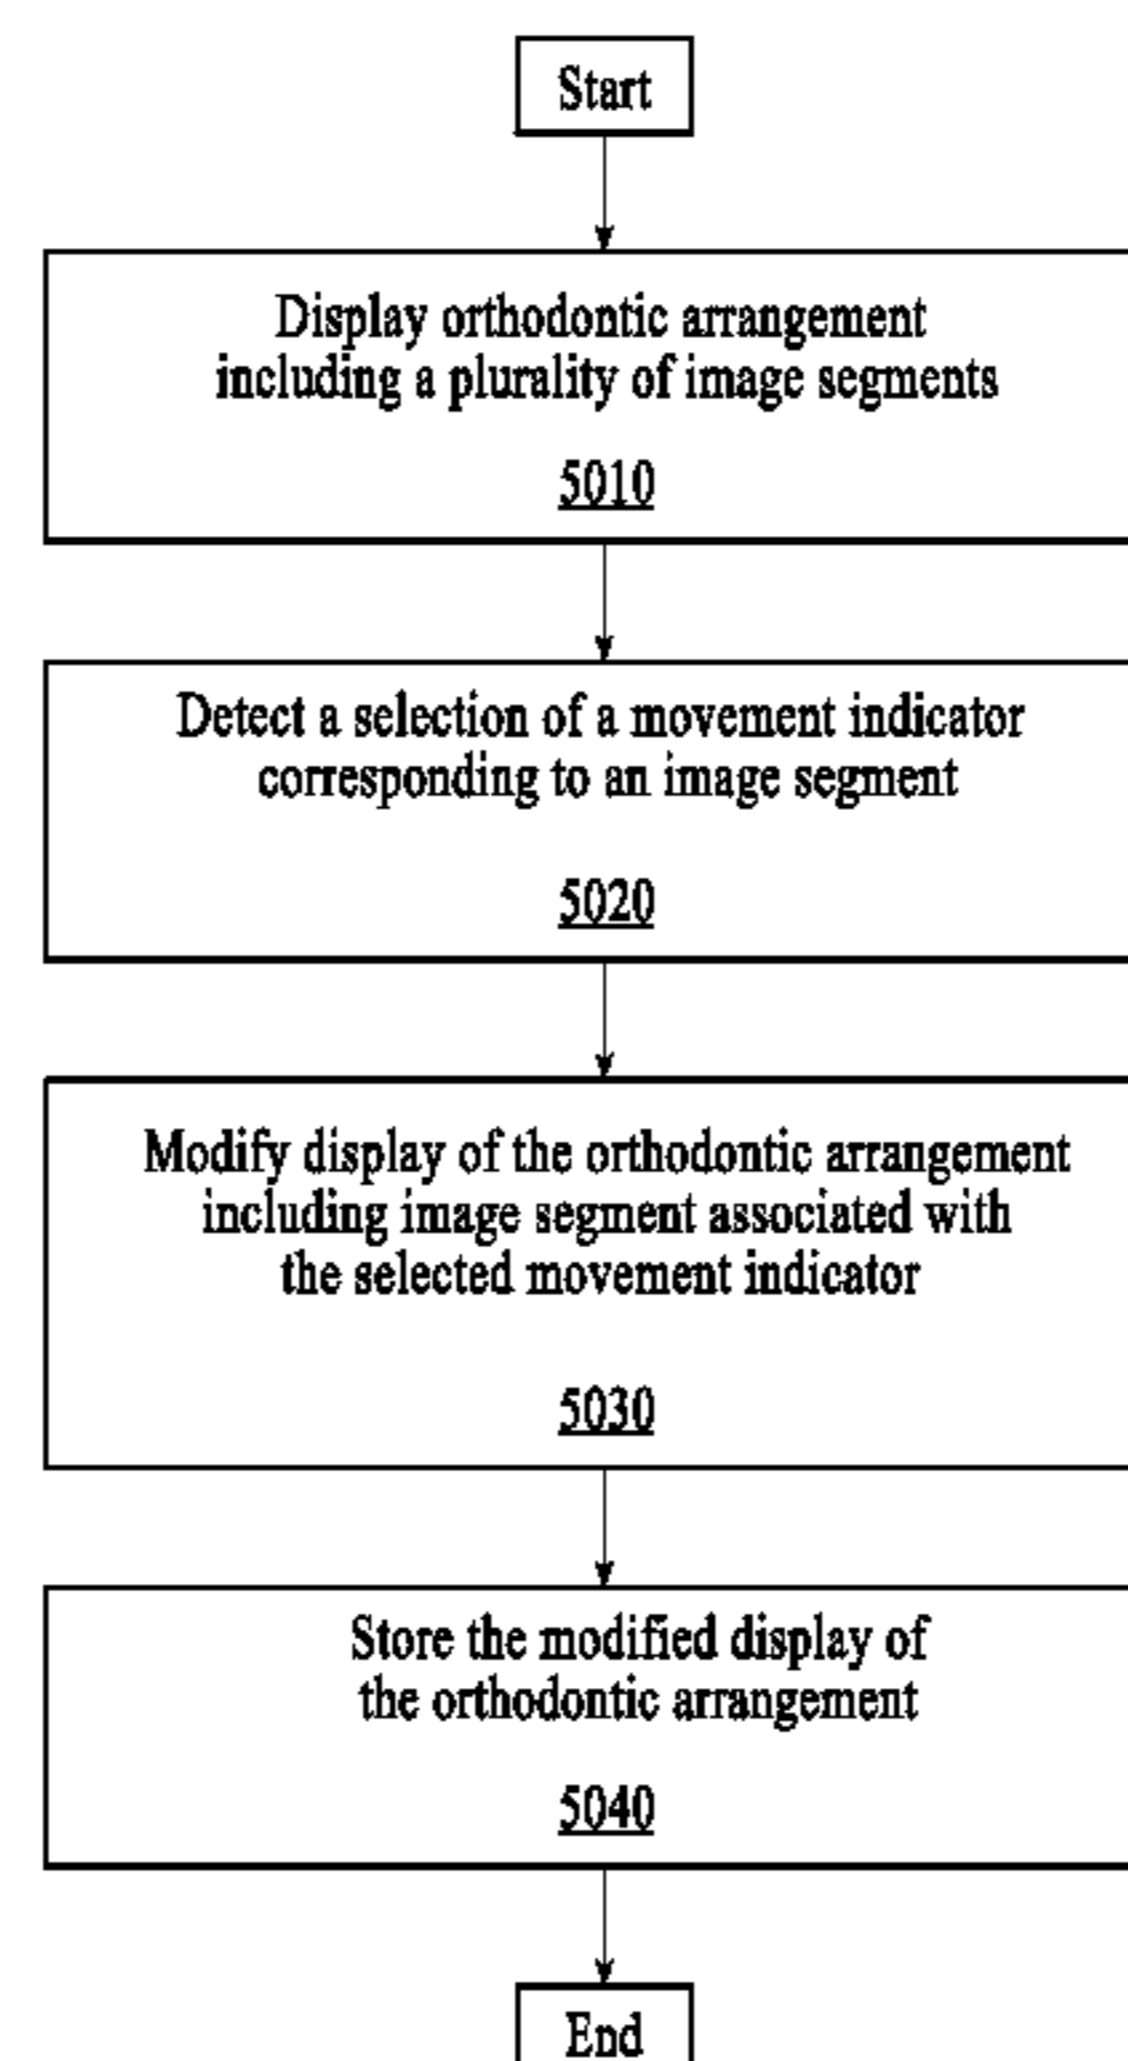 Start
Display orthodontic arrangement
including a plurality of image segments
5010
Detect a selection of a movement indicator
corresponding to an image segment
5020
Modify display of the orthodontic arrangement
including image segment associated with
the selected movement indicator
5030
Store the modified display of
the orthodontic arrangement
5040
End